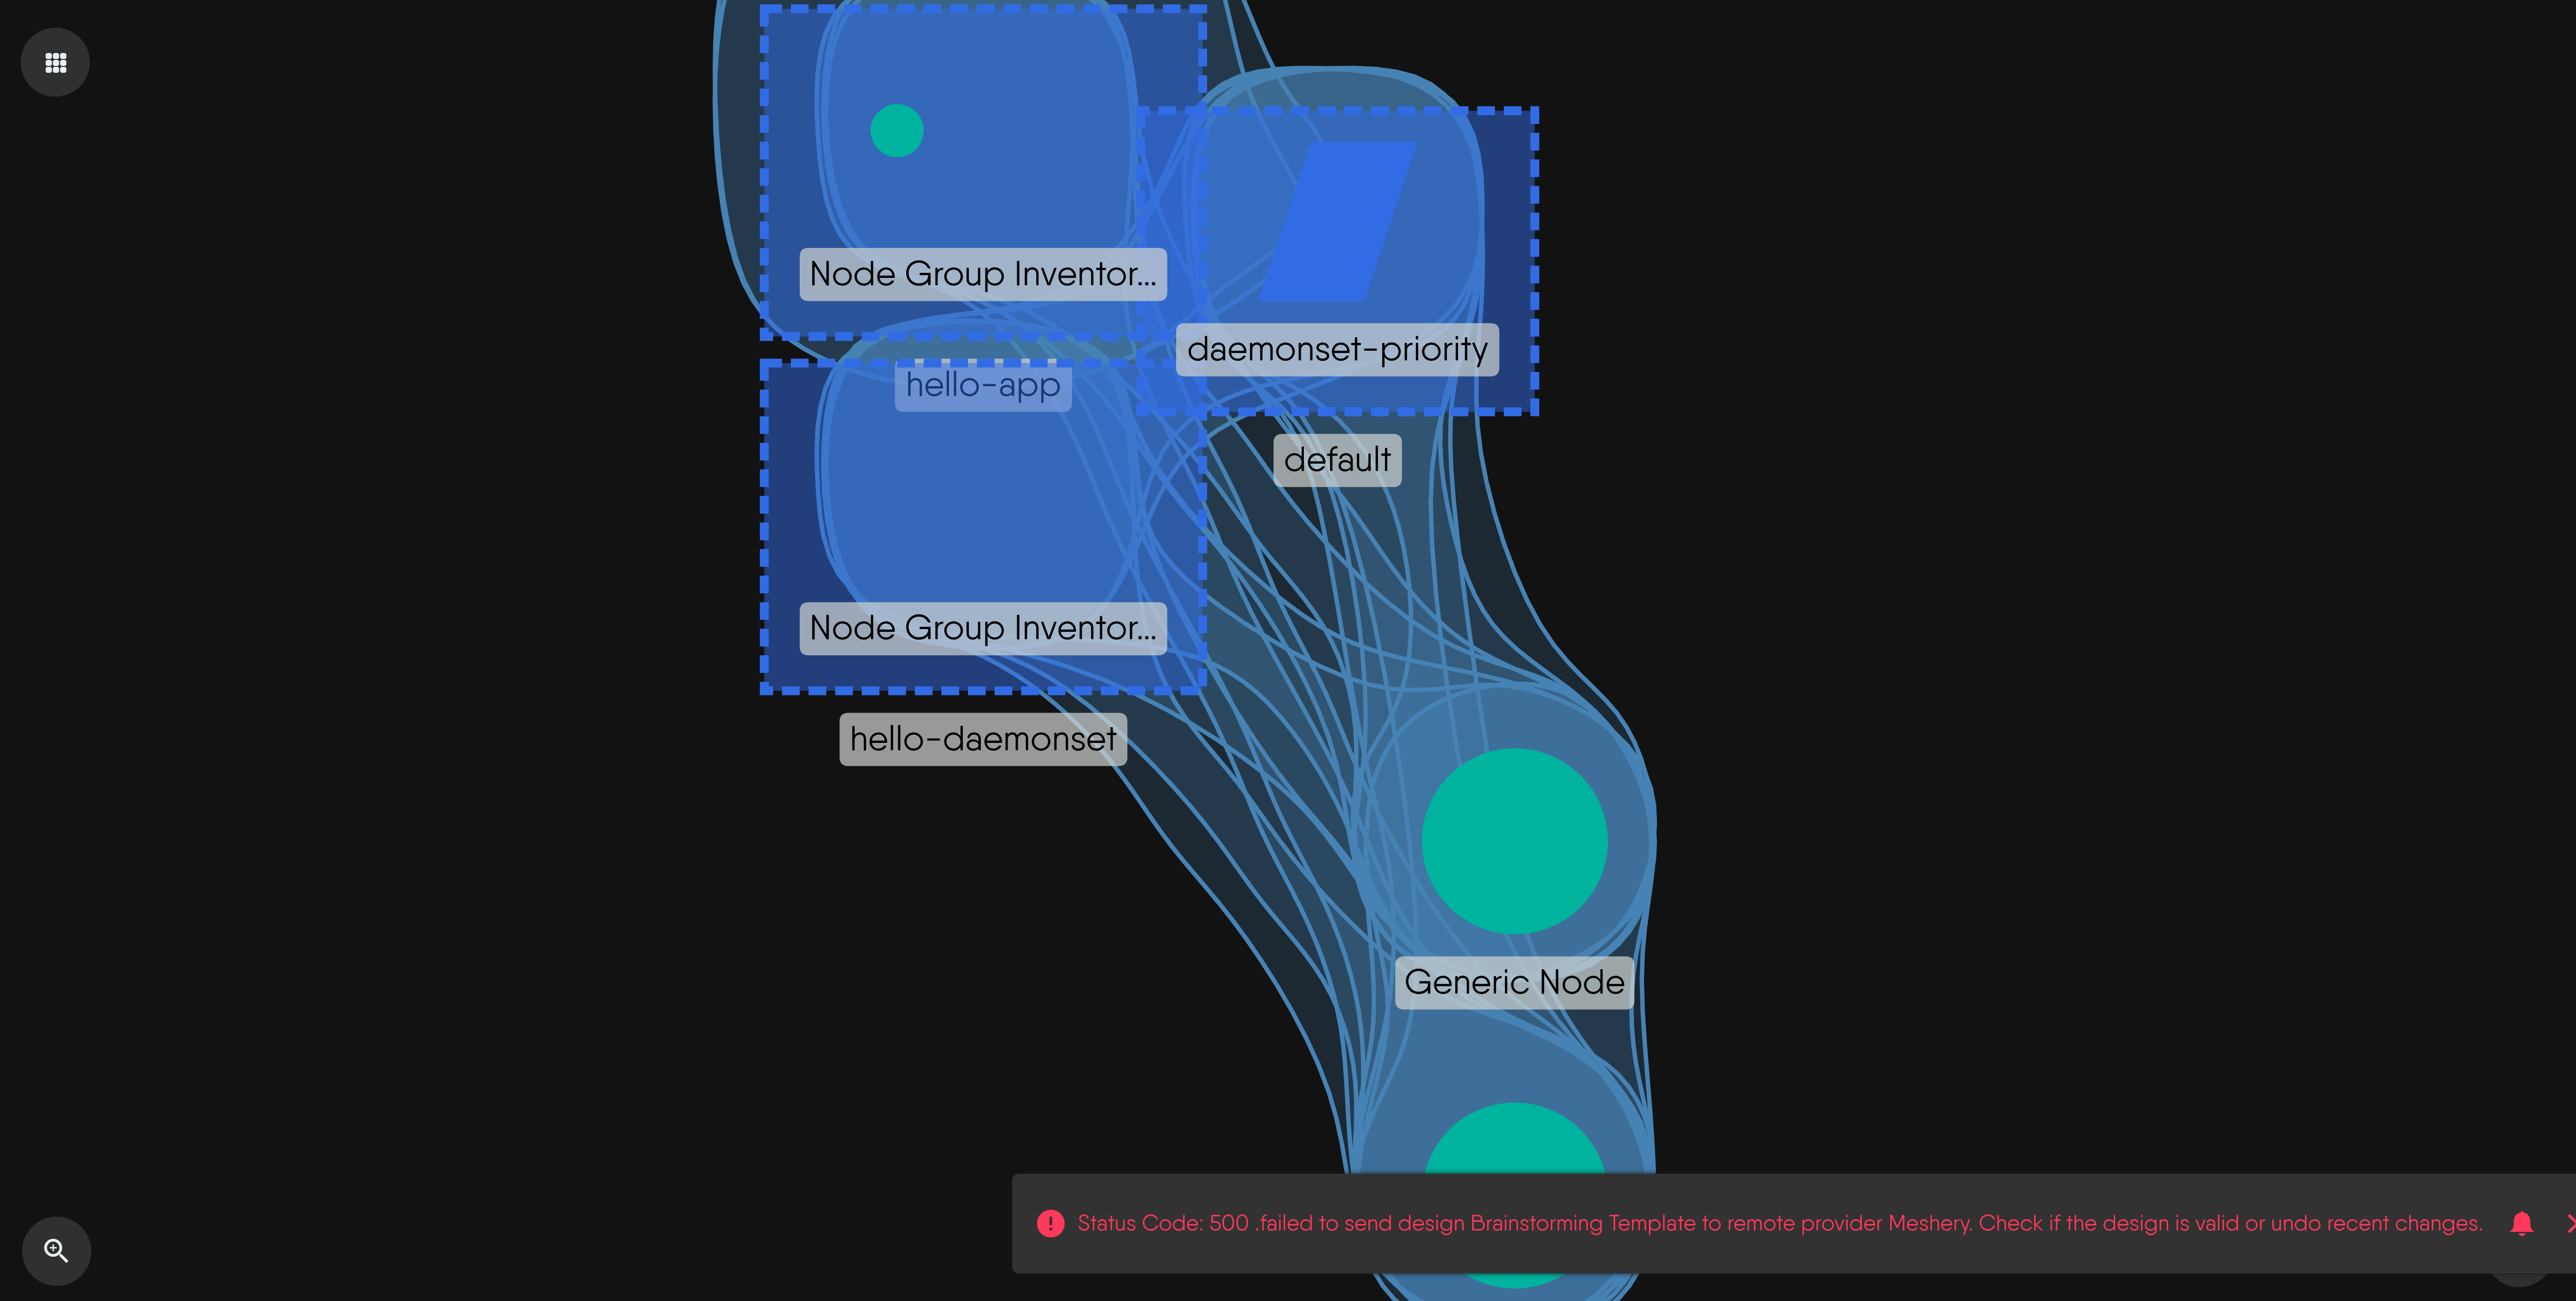 Node Group Inventor...
daemonset-priority
hello-app
default
Node Group Inventor...
hello-daemonset
Generic Node
Status Code: 500 .failed to send design Brainstorming Template to remote provider Meshery. Check if the design is valid or undo recent changes.